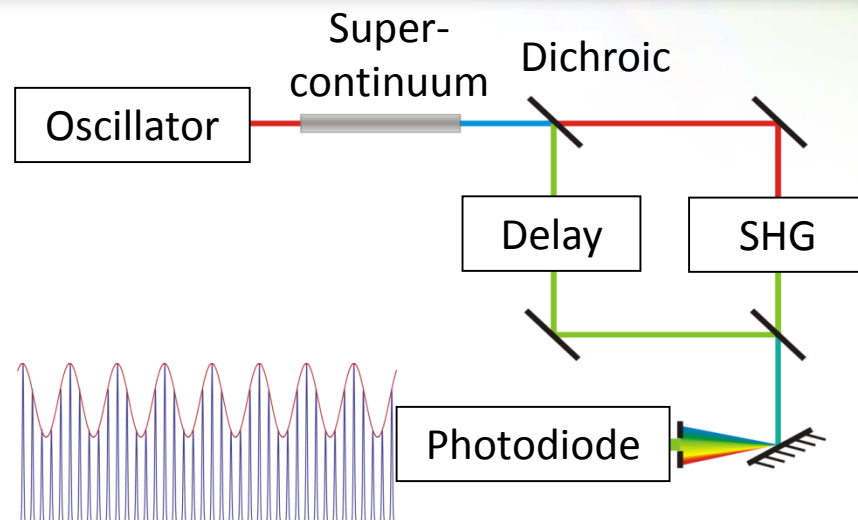 Super-
continuum
Dichroic
Oscillator
Delay
SHG
Photodiode